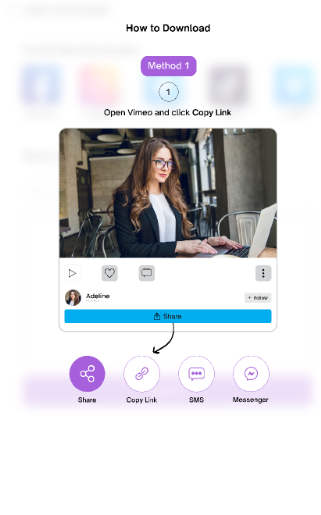 How to Download
Method 1
1
Open Vimeo and click Copy Link
Adeline
+ Follow
Share
Share
Copy Link
SMS
Messenger